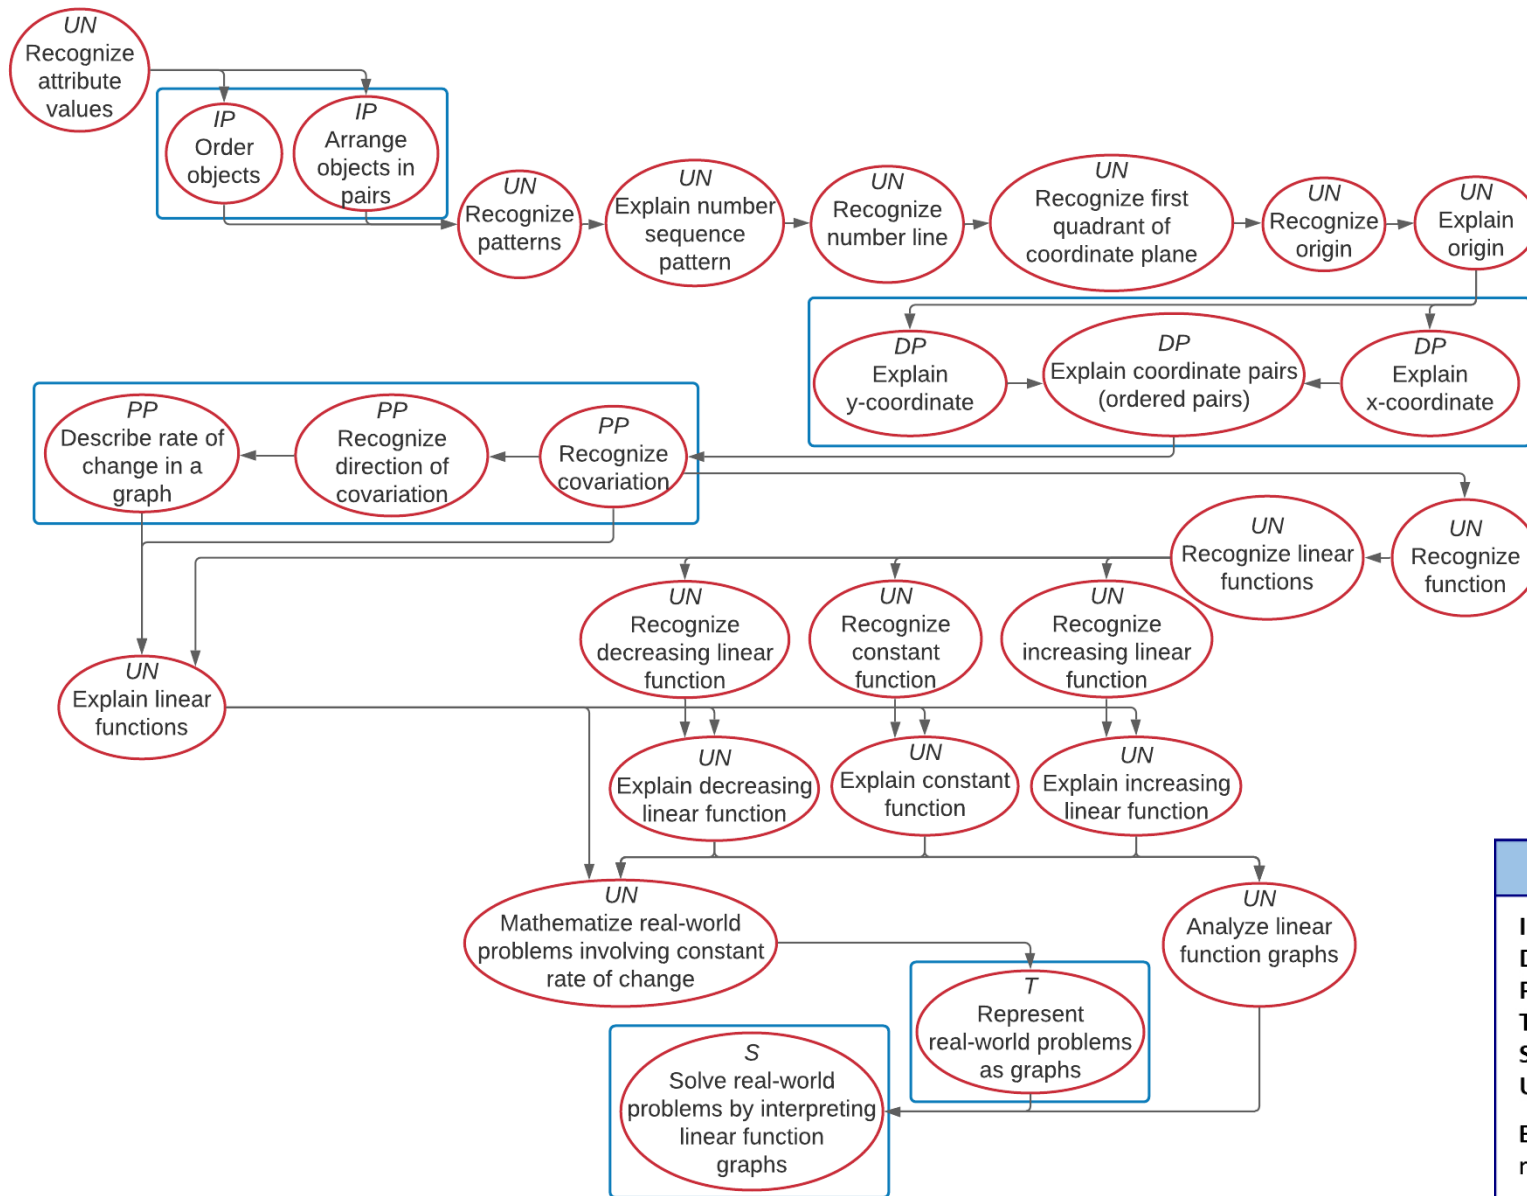 UN
Recognize
attribute
values
IP
Order
objects
IP
Arrange
objects in
pairs
UN
Recognize
patterns
UN
Explain number
sequence
pattern
UN
Recognize
number line
UN
Recognize first
quadrant of
coordinate plane
UN
Recognize
origin
UN
Explain
origin
DP
Explain
y-coordinate
DP
Explain coordinate pairs
(ordered pairs)
DP
Explain
x-coordinate
PP
Describe rate of
change in a
graph
PP
Recognize
direction of
covariation
PP
Recognize
covariation
UN
Recognize linear
functions
UN
Recognize
function
UN
Recognize
decreasing linear
function
UN
Recognize
constant
function
UN
Recognize
increasing linear
function
UN
Explain linear
functions
UN
Explain decreasing
linear function
UN
Explain constant
function
UN
Explain increasing
linear function
UN
Mathematize real-world
problems involving constant
rate of change
UN
Analyze linear
function graphs
T
Represent
real-world problems
as graphs
S
Solve real-world
problems by interpreting
linear function
graphs